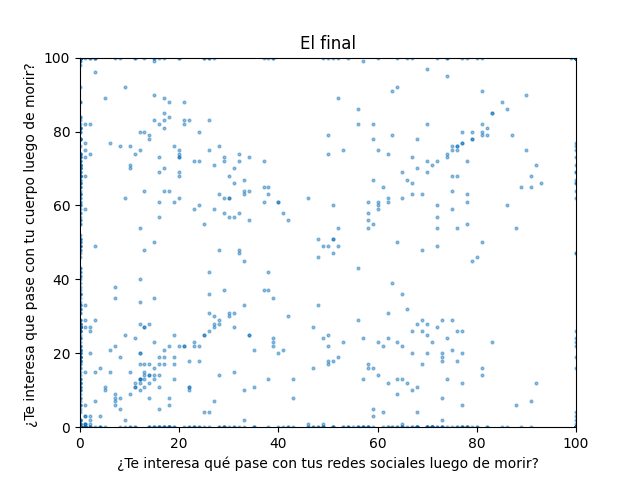 El final
¿Te interesa que pase con tu cuerpo luego de morir?
100
80
60
40
20
0
0 20 40 60 80 100
¿Te interesa qué pase con tus redes sociales luego de morir?